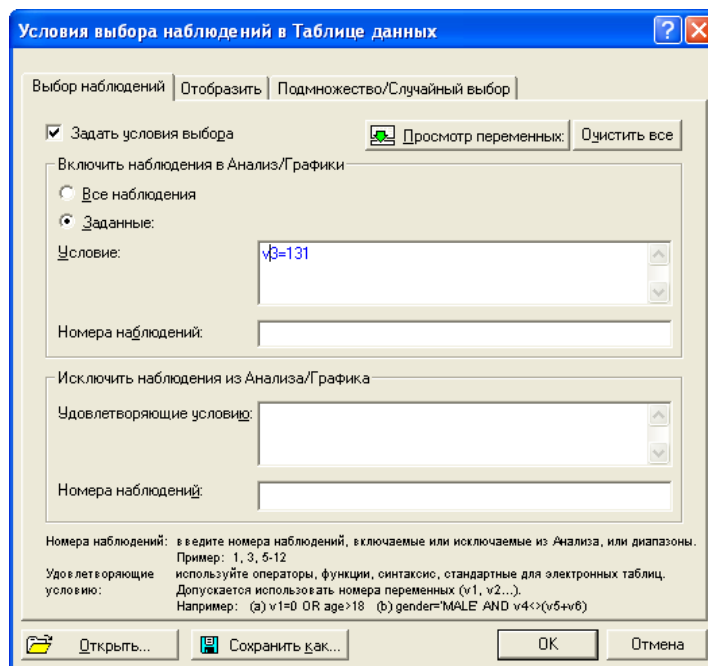 Условия выбора наблюдений в Таблице данных
Выбор наблюдений Отобразить Подмножество/Случайный выбор
Задать условия выбора Просмотр переменных: Очистить все
Включить наблюдения в Анализ/Графики
Все наблюдения
Заданные:
Условие: v3=131
Номера наблюдений:
Исключить наблюдения из Анализа/Графика
Удовлетворяющие условию:
Номера наблюдений:
Номера наблюдений: введите номера наблюдений, включаемые или исключаемые из Анализа, или диапазоны.
Пример: 1, 3, 5-12
Удовлетворяющие используйте операторы, функции, синтаксис, стандартные для электронных таблиц.
условию: Допускается использовать номера переменных (v1, v2...).
Например: (a) v1=0 OR age>18 (b) gender='MALE' AND v4<>(v5+v6)
Открыть... Сохранить как... OK Отмена